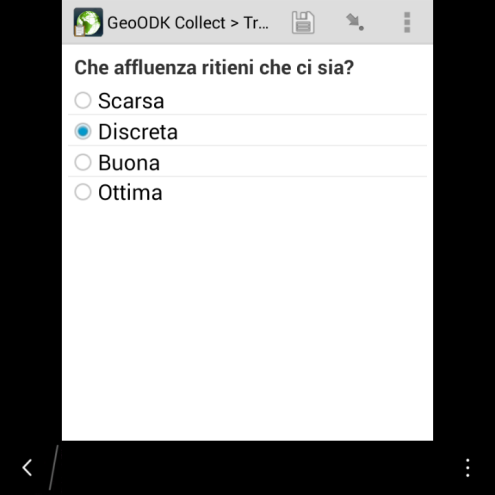 GeoODK Collect > Tr...
Che affluenza ritieni che ci sia?
Scarsa
Discreta
Buona
Ottima